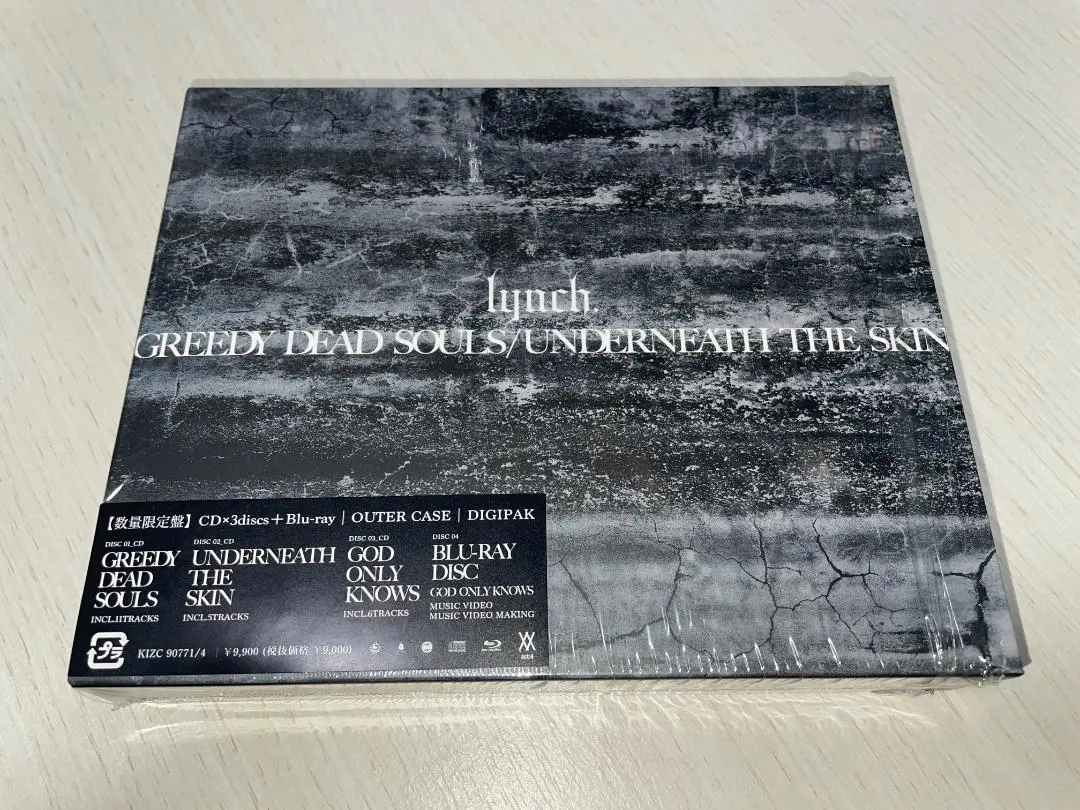 lynch.
GREEDY DEAD SOULS/UNDERNEATH THE SKIN
【数量限定盤】CD×3discs+Blu-ray | OUTER CASE | DIGIPAK
DISC 01_CD
GREEDY
DEAD
SOULS
INCL.11TRACKS
DISC 02_CD
UNDERNEATH
THE
SKIN
INCL.5TRACKS
DISC 03_CD
GOD
ONLY
KNOWS
INCL.6TRACKS
DISC 04
BLU-RAY
DISC
GOD ONLY KNOWS
MUSIC VIDEO
MUSIC VIDEO MAKING
プラ
KIZC 90771/4 | ¥9,900 (税抜価格 ¥9,000)